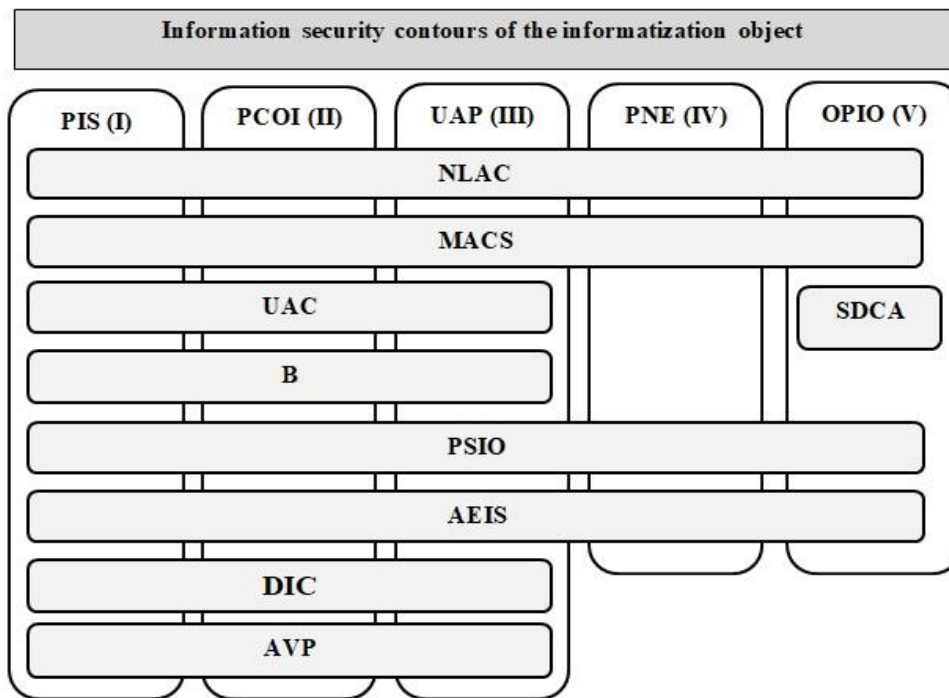 Information security contours of the informatization object
PIS (I) PCOI (II) UAP (III) PNE (IV) OPIO (V)
NLAC
MACS
UAC SDCA
B
PSIO
AEIS
DIC
AVP